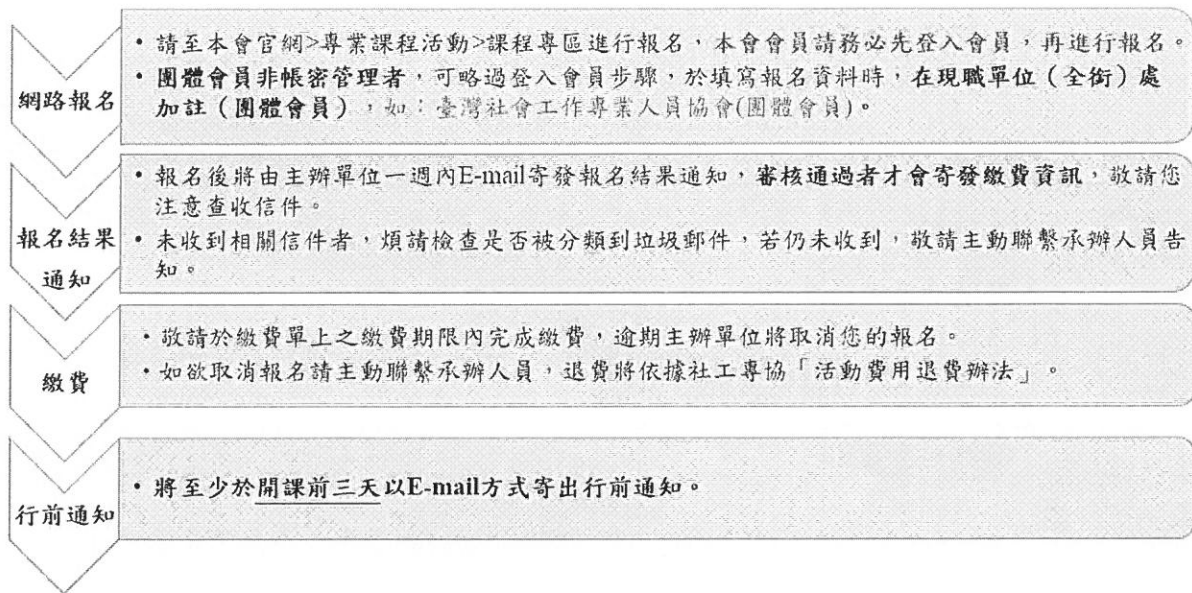 網路報名
• 請至本會官網>專業課程活動>課程專區進行報名，本會會員請務必先登入會員，再進行報名。
• 團體會員非帳密管理者，可略過登入會員步驟，於填寫報名資料時，在現職單位（全銜）處
加註（團體會員），如：臺灣社會工作專業人員協會(團體會員)。
報名結果
通知
• 報名後將由主辦單位一週內E-mail寄發報名結果通知，審核通過者才會寄發繳費資訊，敬請您
注意查收信件。
• 未收到相關信件者，煩請檢查是否被分類到垃圾郵件，若仍未收到，敬請主動聯繫承辦人員告
知。
繳費
• 敬請於繳費單上之繳費期限內完成繳費，逾期主辦單位將取消您的報名。
• 如欲取消報名請主動聯繫承辦人員，退費將依據社工專協「活動費用退費辦法」。
行前通知
• 將至少於開課前三天以E-mail方式寄出行前通知。